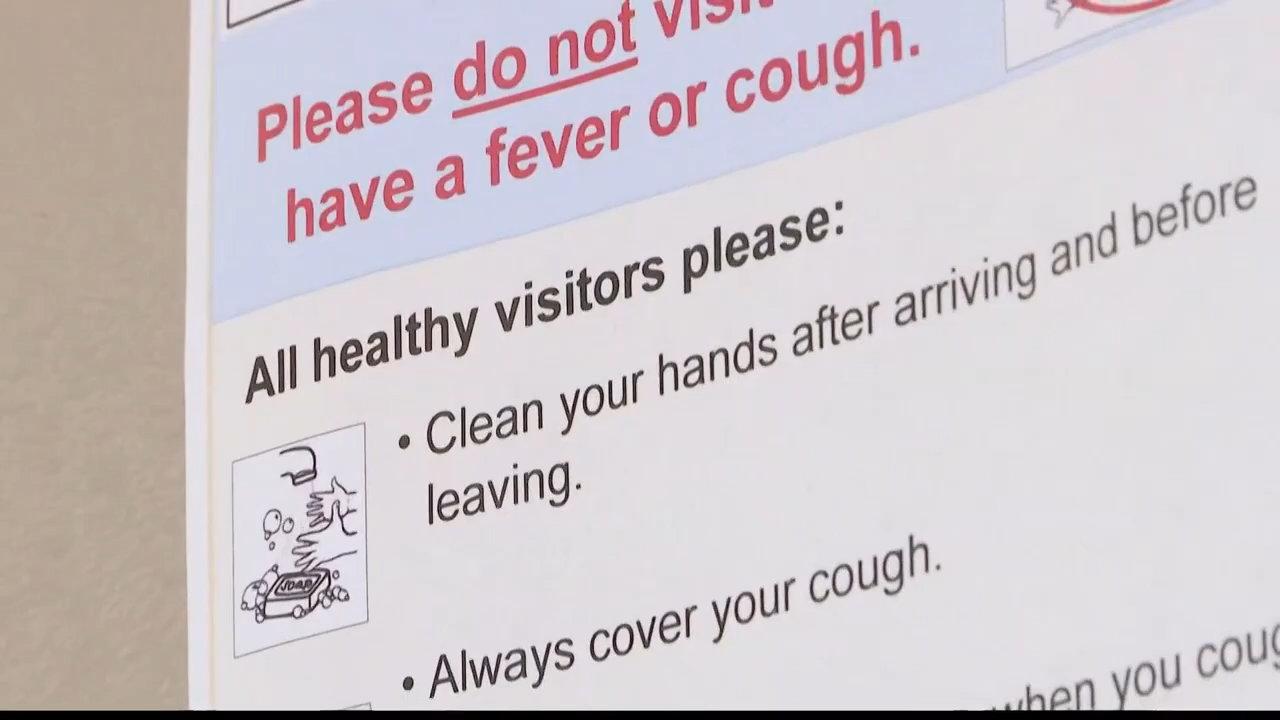 Please do not
have a fever or cough.
All healthy visitors please:
• Clean your hands after arriving and before
leaving.
SOAP
• Always cover your cough.
when you